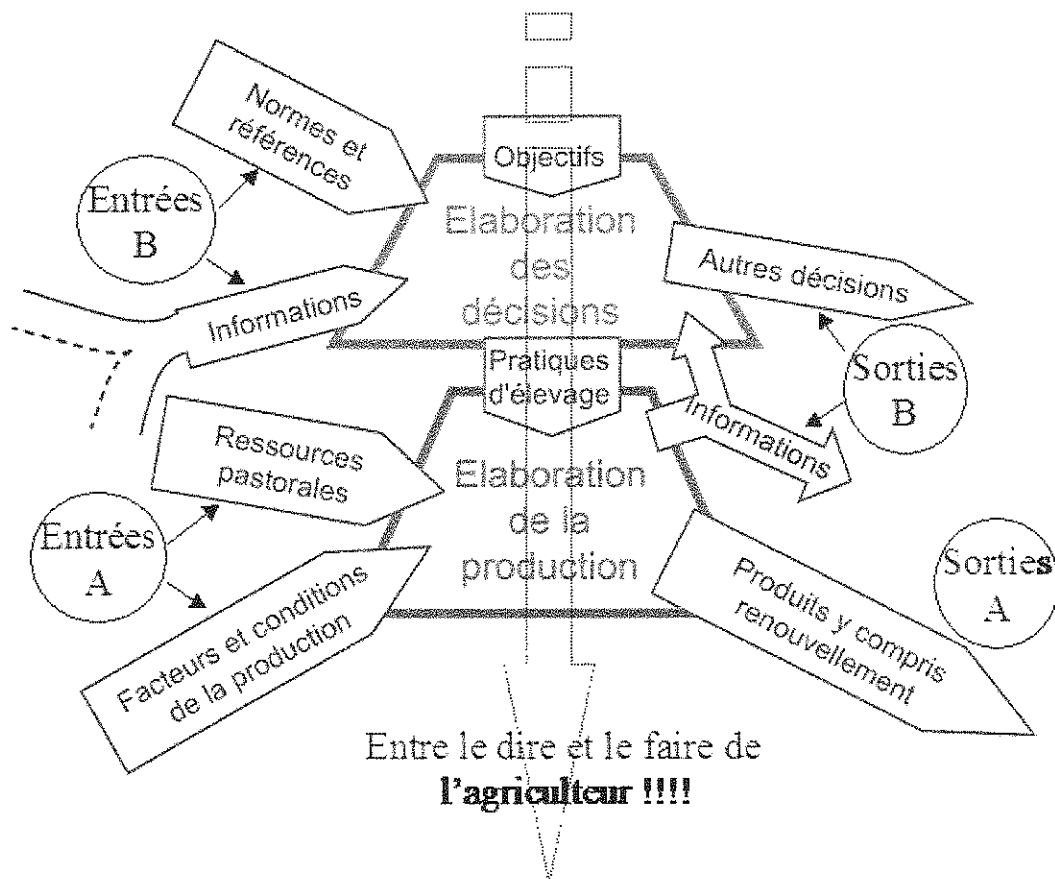 Normes et
références
Objectifs
Entrées
B
Elaboration
des
décisions
Autres décisions
Informations
Pratiques
d'élevage
Sorties
B
Informations
Ressources
pastorales
Elaboration
de la
production
Entrées
A
Sorties
A
Facteurs et conditions
de la production
Produits y compris
renouvellement
Entre le dire et le faire de
l'agriculteur !!!!